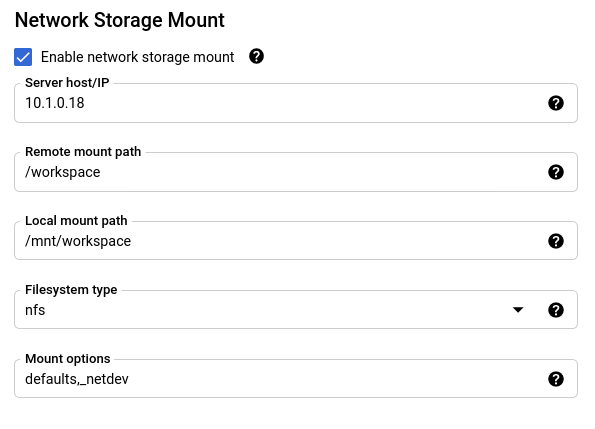 Network Storage Mount
Enable network storage mount
Server host/IP
10.1.0.18
Remote mount path
/workspace
Local mount path
/mnt/workspace
Filesystem type
nfs
Mount options
defaults,_netdev